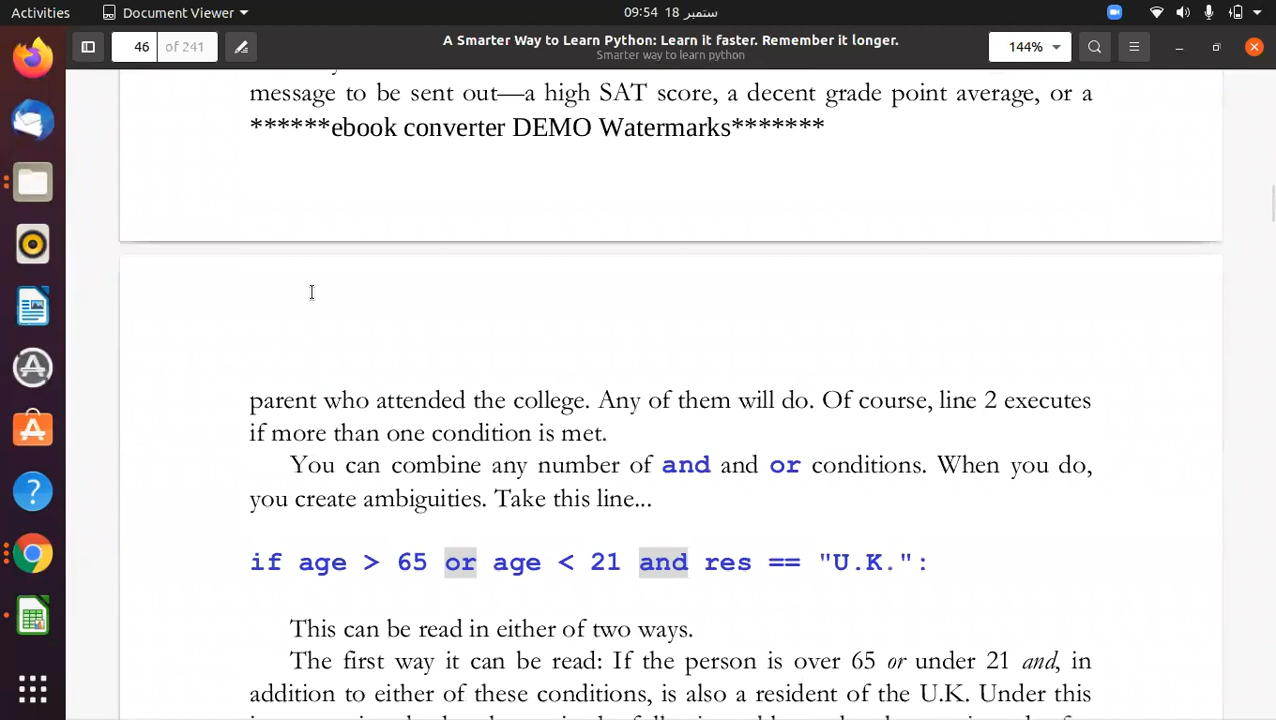 Activities
Document Viewer
09:54 18 ستمبر
46
of 241
A Smarter Way to Learn Python: Learn it faster. Remember it longer.
Smarter way to learn python
144%
message to be sent out—a high SAT score, a decent grade point average, or a
******ebook converter DEMO Watermarks*******
parent who attended the college. Any of them will do. Of course, line 2 executes
if more than one condition is met.
You can combine any number of and and or conditions. When you do,
you create ambiguities. Take this line...
if age > 65 or age < 21 and res == "U.K.":
This can be read in either of two ways.
The first way it can be read: If the person is over 65 or under 21 and, in
addition to either of these conditions, is also a resident of the U.K. Under this